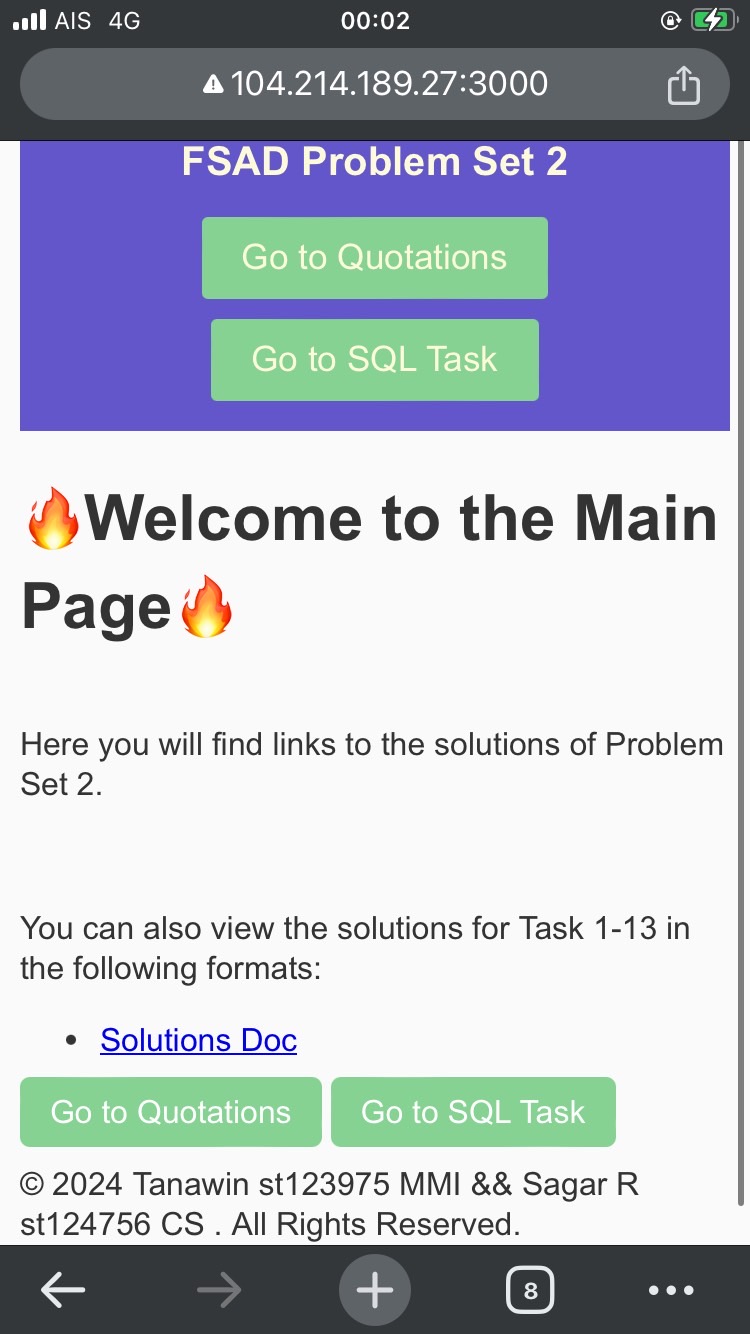 AIS 4G 00:02
104.214.189.27:3000
FSAD Problem Set 2
Go to Quotations
Go to SQL Task
🔥Welcome to the Main
Page🔥
Here you will find links to the solutions of Problem
Set 2.
You can also view the solutions for Task 1-13 in
the following formats:
• Solutions Doc
Go to Quotations Go to SQL Task
© 2024 Tanawin st123975 MMI && Sagar R
st124756 CS . All Rights Reserved.
8